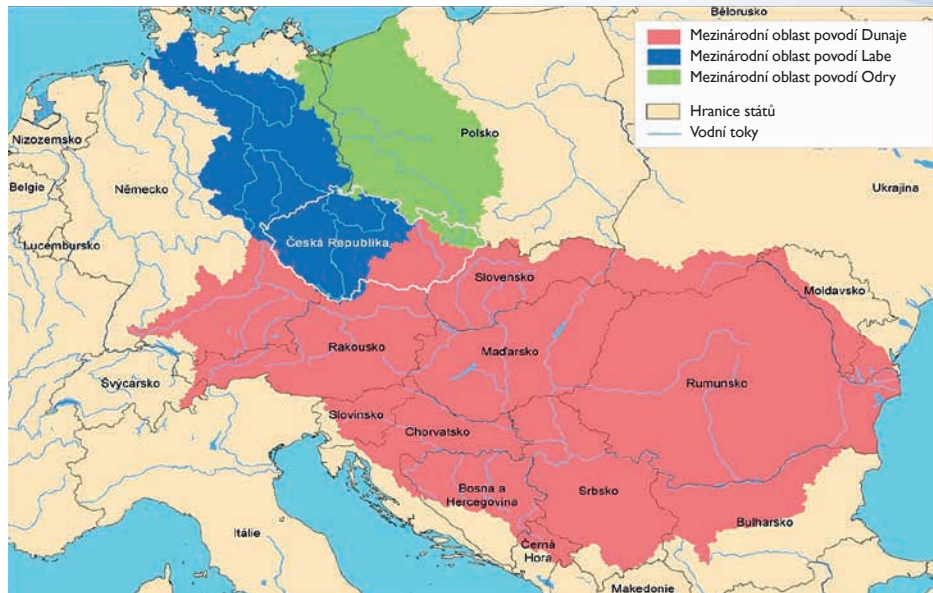 Bělorusko
Mezinárodní oblast povodí Dunaje
Mezinárodní oblast povodí Labe
Mezinárodní oblast povodí Odry
Hranice států
Vodní toky
Nizozemsko
Polsko
Belgie
Německo
Ukrajina
Lucembursko
Česká Republika
Slovensko
Moldavsko
Rakousko
Maďarsko
Švýcarsko
Rumunsko
Slovinsko
Chorvatsko
Bosna a
Hercegovina
Srbsko
Bulharsko
Itálie
Černá
Hora
Makedonie